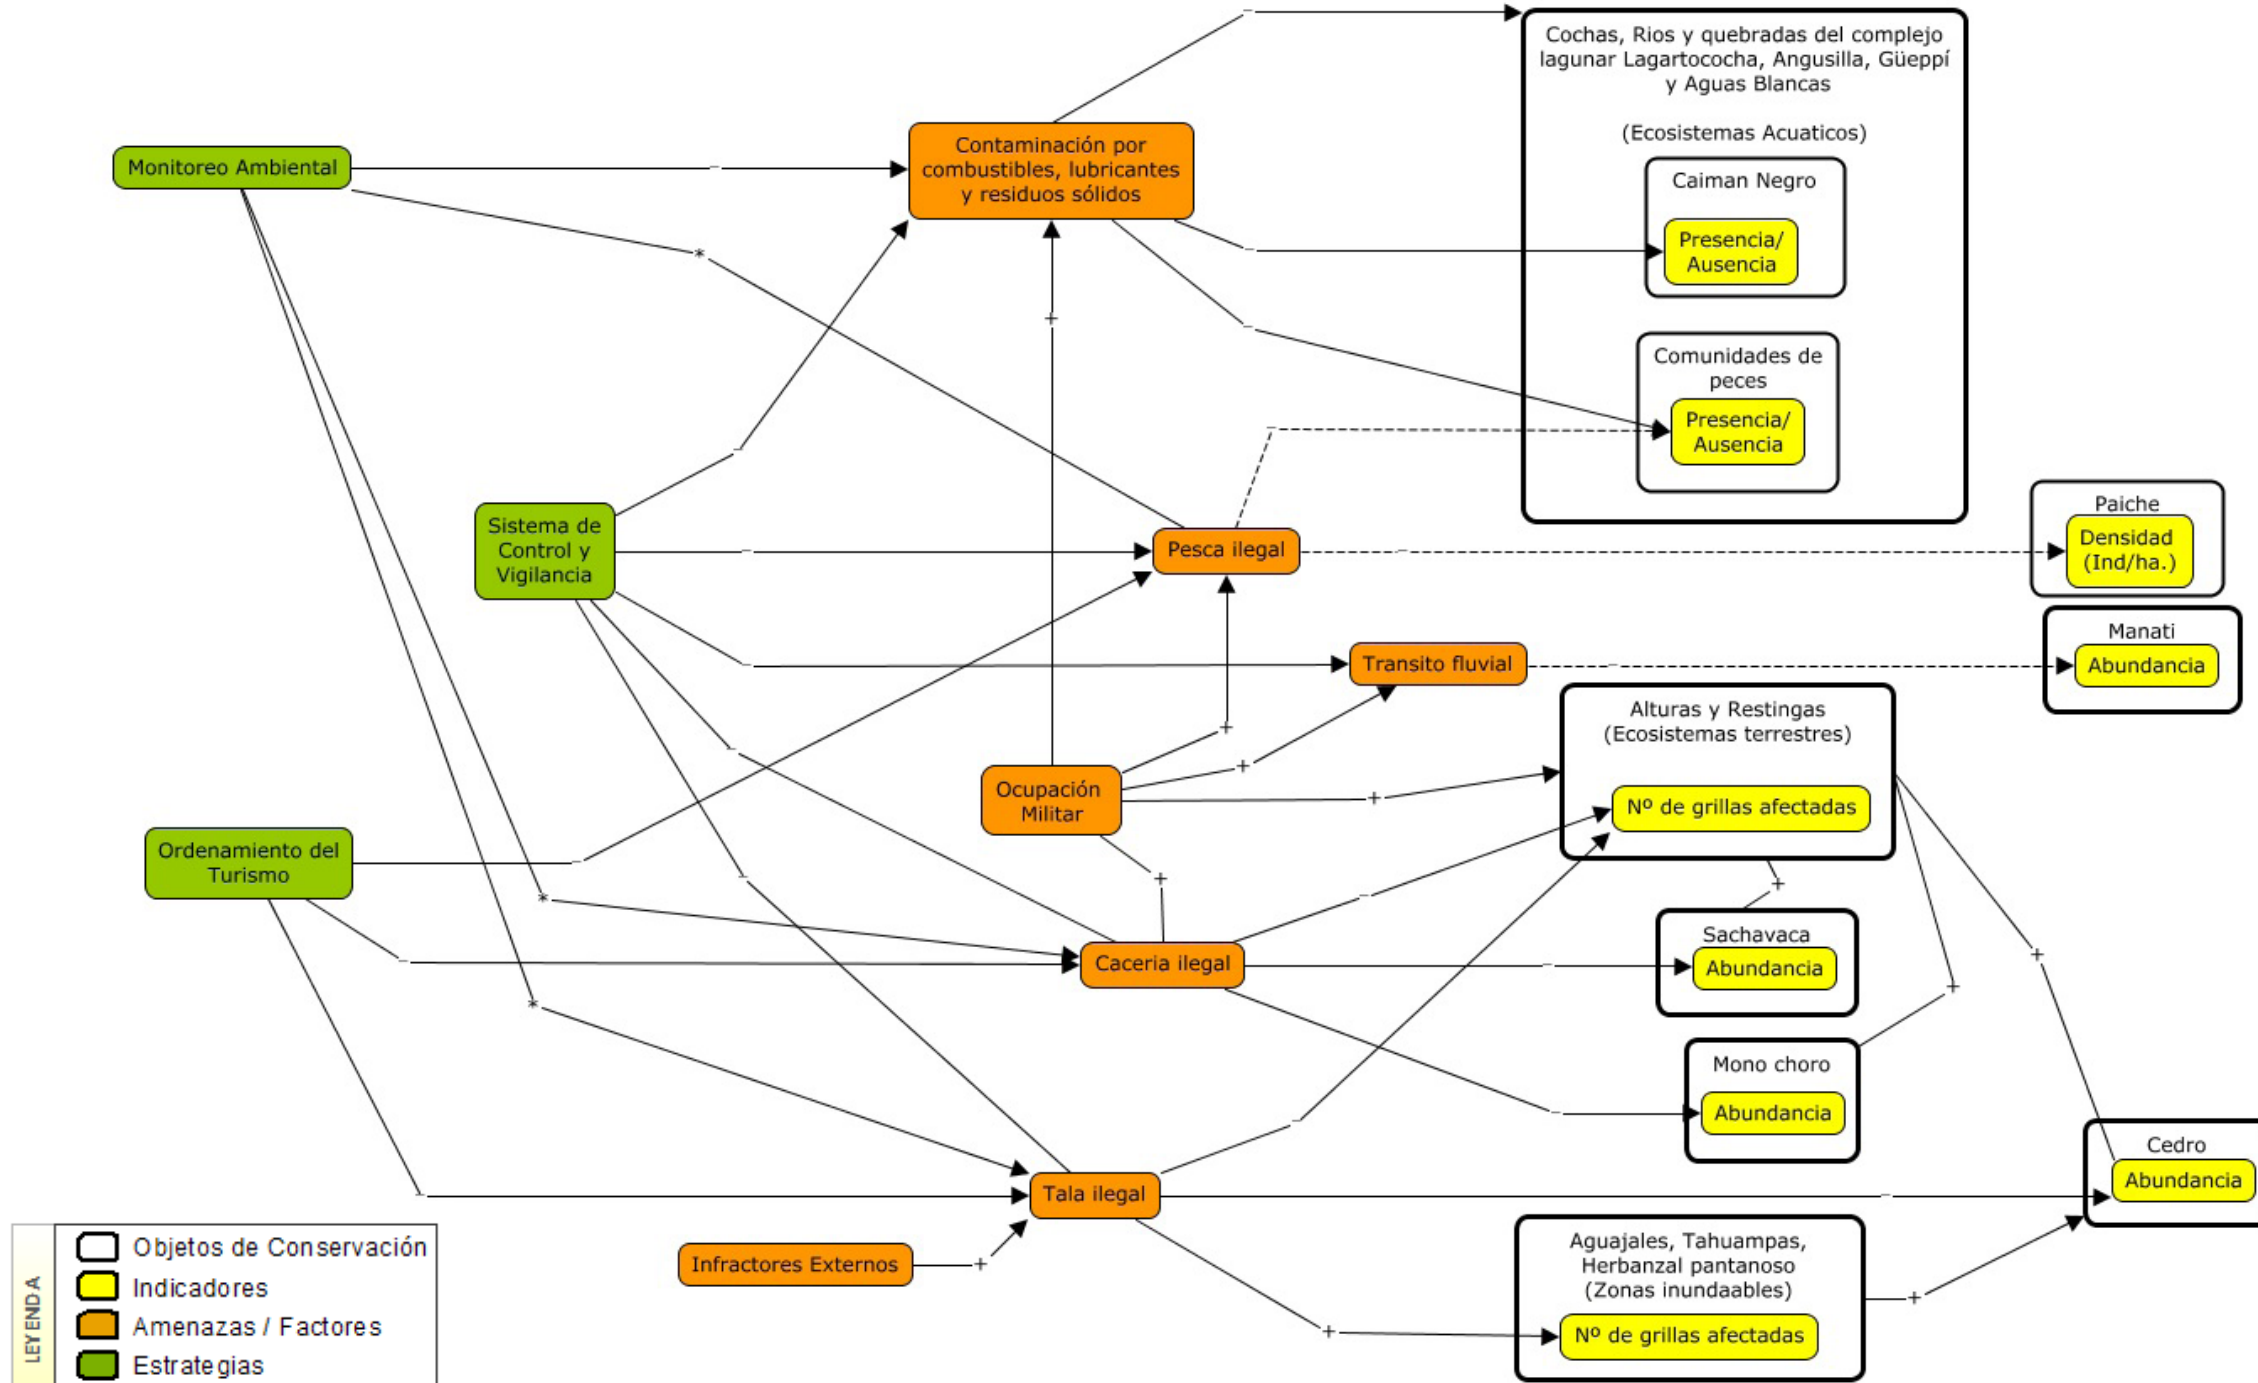 Cochas, Rios y quebradas del complejo
lagunar Lagartococha, Angusilla, Güeppí
y Aguas Blancas
(Ecosistemas Acuaticos)
Caiman Negro
Presencia/
Ausencia
Comunidades de
peces
Presencia/
Ausencia
Monitoreo Ambiental
Contaminación por
combustibles, lubricantes
y residuos sólidos
Sistema de
Control y
Vigilancia
Pesca ilegal
Paiche
Densidad
(Ind/ha.)
Manati
Abundancia
Transito fluvial
Alturas y Restingas
(Ecosistemas terrestres)
Nº de grillas afectadas
Ocupación
Militar
Ordenamiento del
Turismo
Caceria ilegal
Sachavaca
Abundancia
Mono choro
Abundancia
Cedro
Abundancia
Tala ilegal
Infractores Externos
Aguajales, Tahuampas,
Herbanzal pantanoso
(Zonas inundaables)
Nº de grillas afectadas
LEYENDA
Objetos de Conservación
Indicadores
Amenazas / Factores
Estrategias